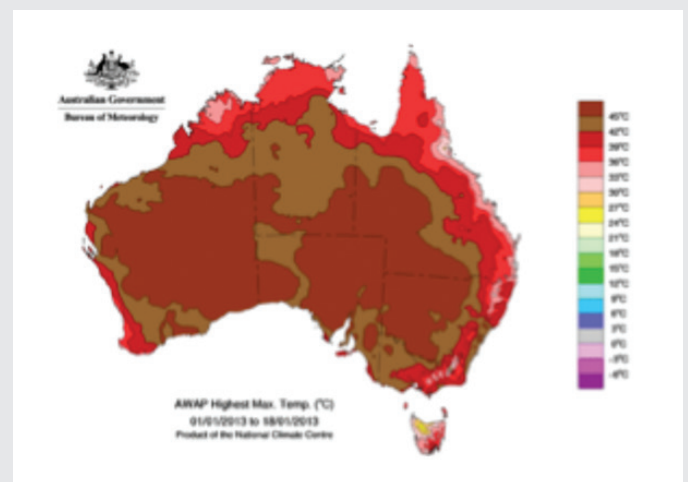 Australian Government
Bureau of Meteorology
45°C
42°C
39°C
36°C
33°C
30°C
27°C
24°C
21°C
18°C
15°C
12°C
9°C
6°C
3°C
0°C
-3°C
-6°C
AWAP Highest Max. Temp. (°C)
01/01/2013 to 18/01/2013
Product of the National Climate Centre